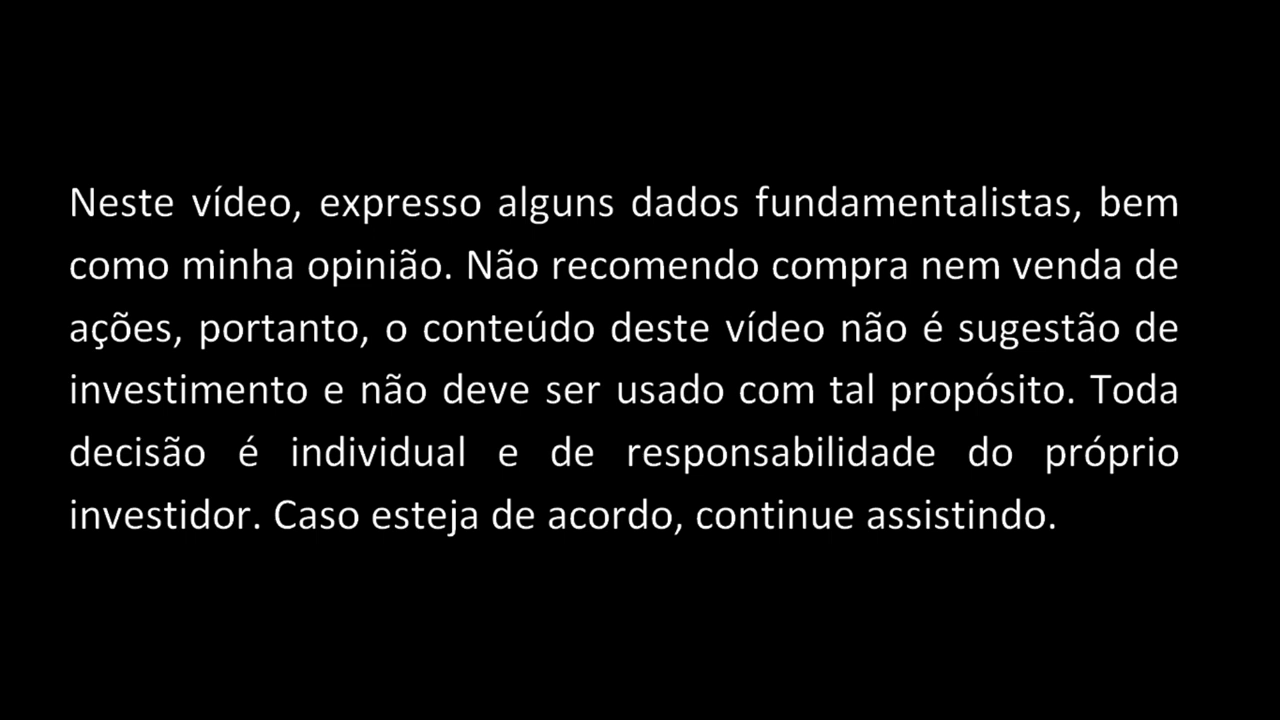 Neste vídeo, expresso alguns dados fundamentalistas, bem
como minha opinião. Não recomendo compra nem venda de
ações, portanto, o conteúdo deste vídeo não é sugestão de
investimento e não deve ser usado com tal propósito. Toda
decisão é individual e de responsabilidade do próprio
investidor. Caso esteja de acordo, continue assistindo.